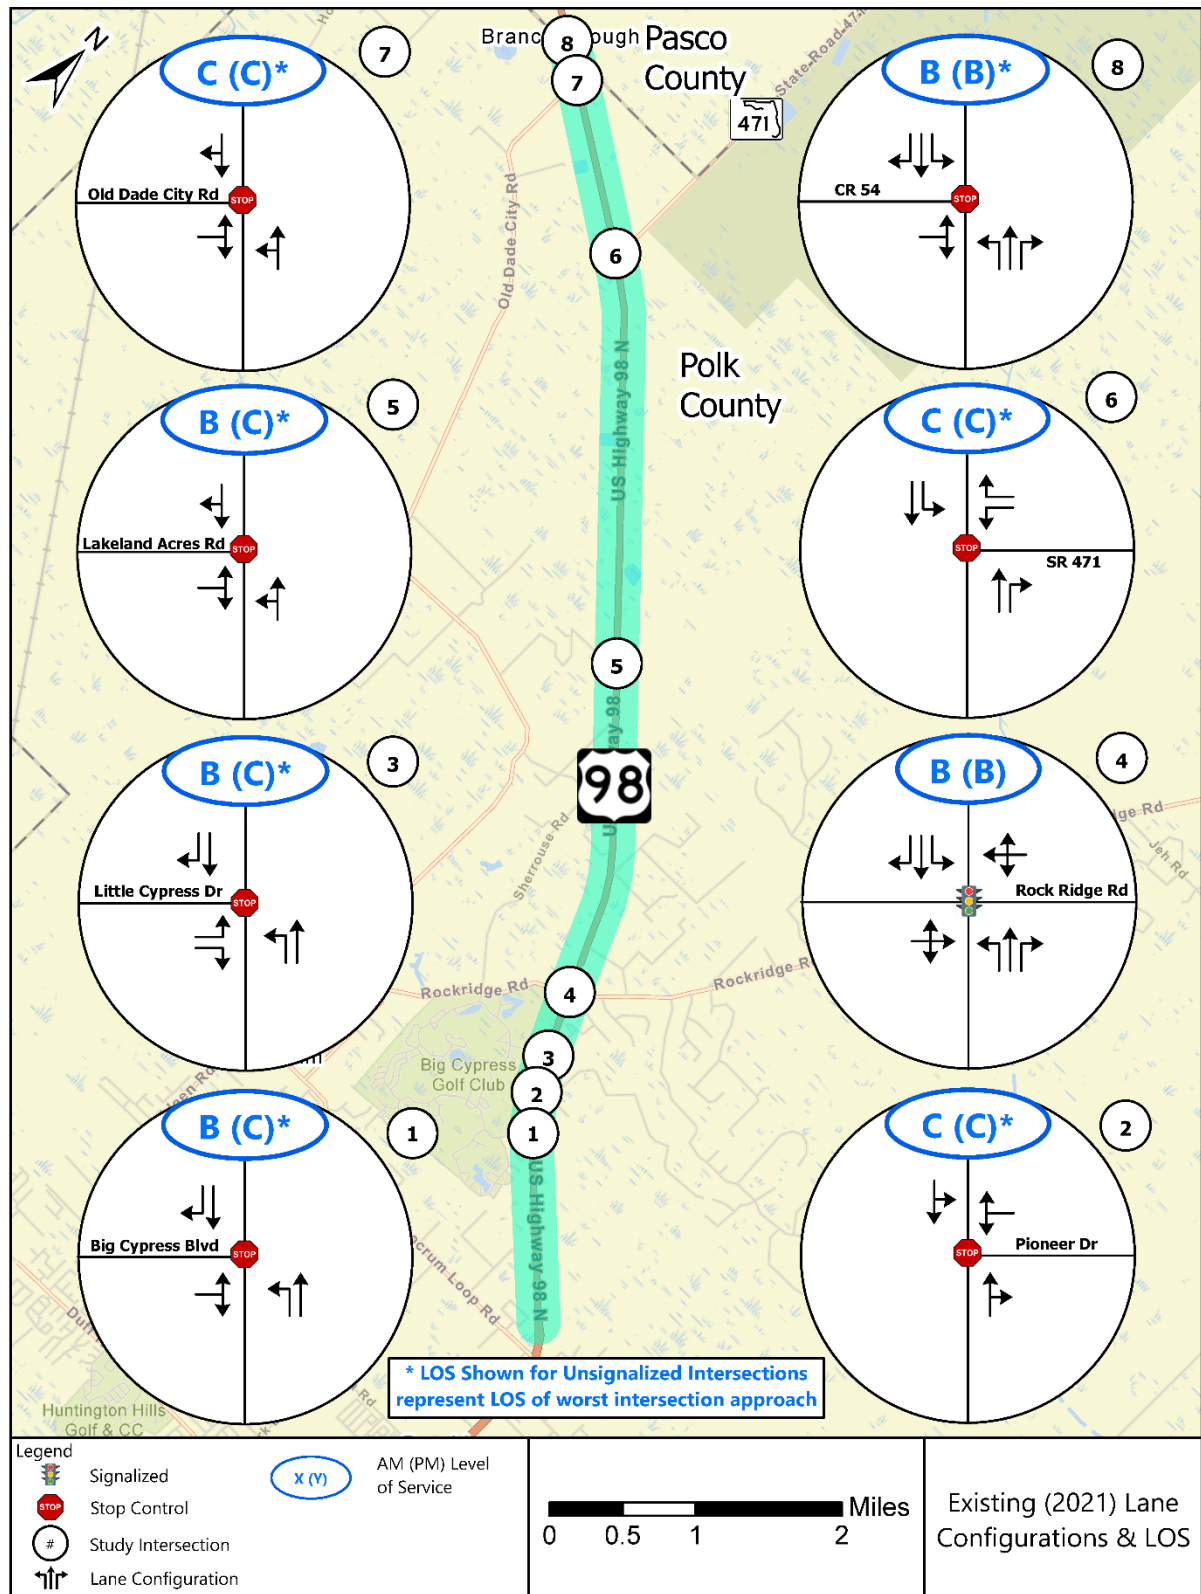 N
Pasco
County
State Road 471
471
8
7
C (C)*
7
Old Dade City Rd
STOP
B (B)*
8
CR 54
STOP
Old Dade City Rd
6
US Highway 98 N
Polk
County
B (C)*
5
Lakeland Acres Rd
STOP
C (C)*
6
STOP
SR 471
5
98
Sherrouse Rd
B (C)*
3
Little Cypress Dr
STOP
B (B)
4
Rock Ridge Rd
Jeh Rd
Rockridge Rd
4
Rockridge
3
Big Cypress
Golf Club
2
1
B (C)*
1
Big Cypress Blvd
STOP
C (C)*
2
STOP
Pioneer Dr
US Highway 98 N
Loop Rd
Huntington Hills
Golf & CC
* LOS Shown for Unsignalized Intersections
represent LOS of worst intersection approach
Legend
Signalized
STOP Stop Control
# Study Intersection
Lane Configuration
X (Y) AM (PM) Level
of Service
Miles
0 0.5 1 2
Existing (2021) Lane
Configurations & LOS